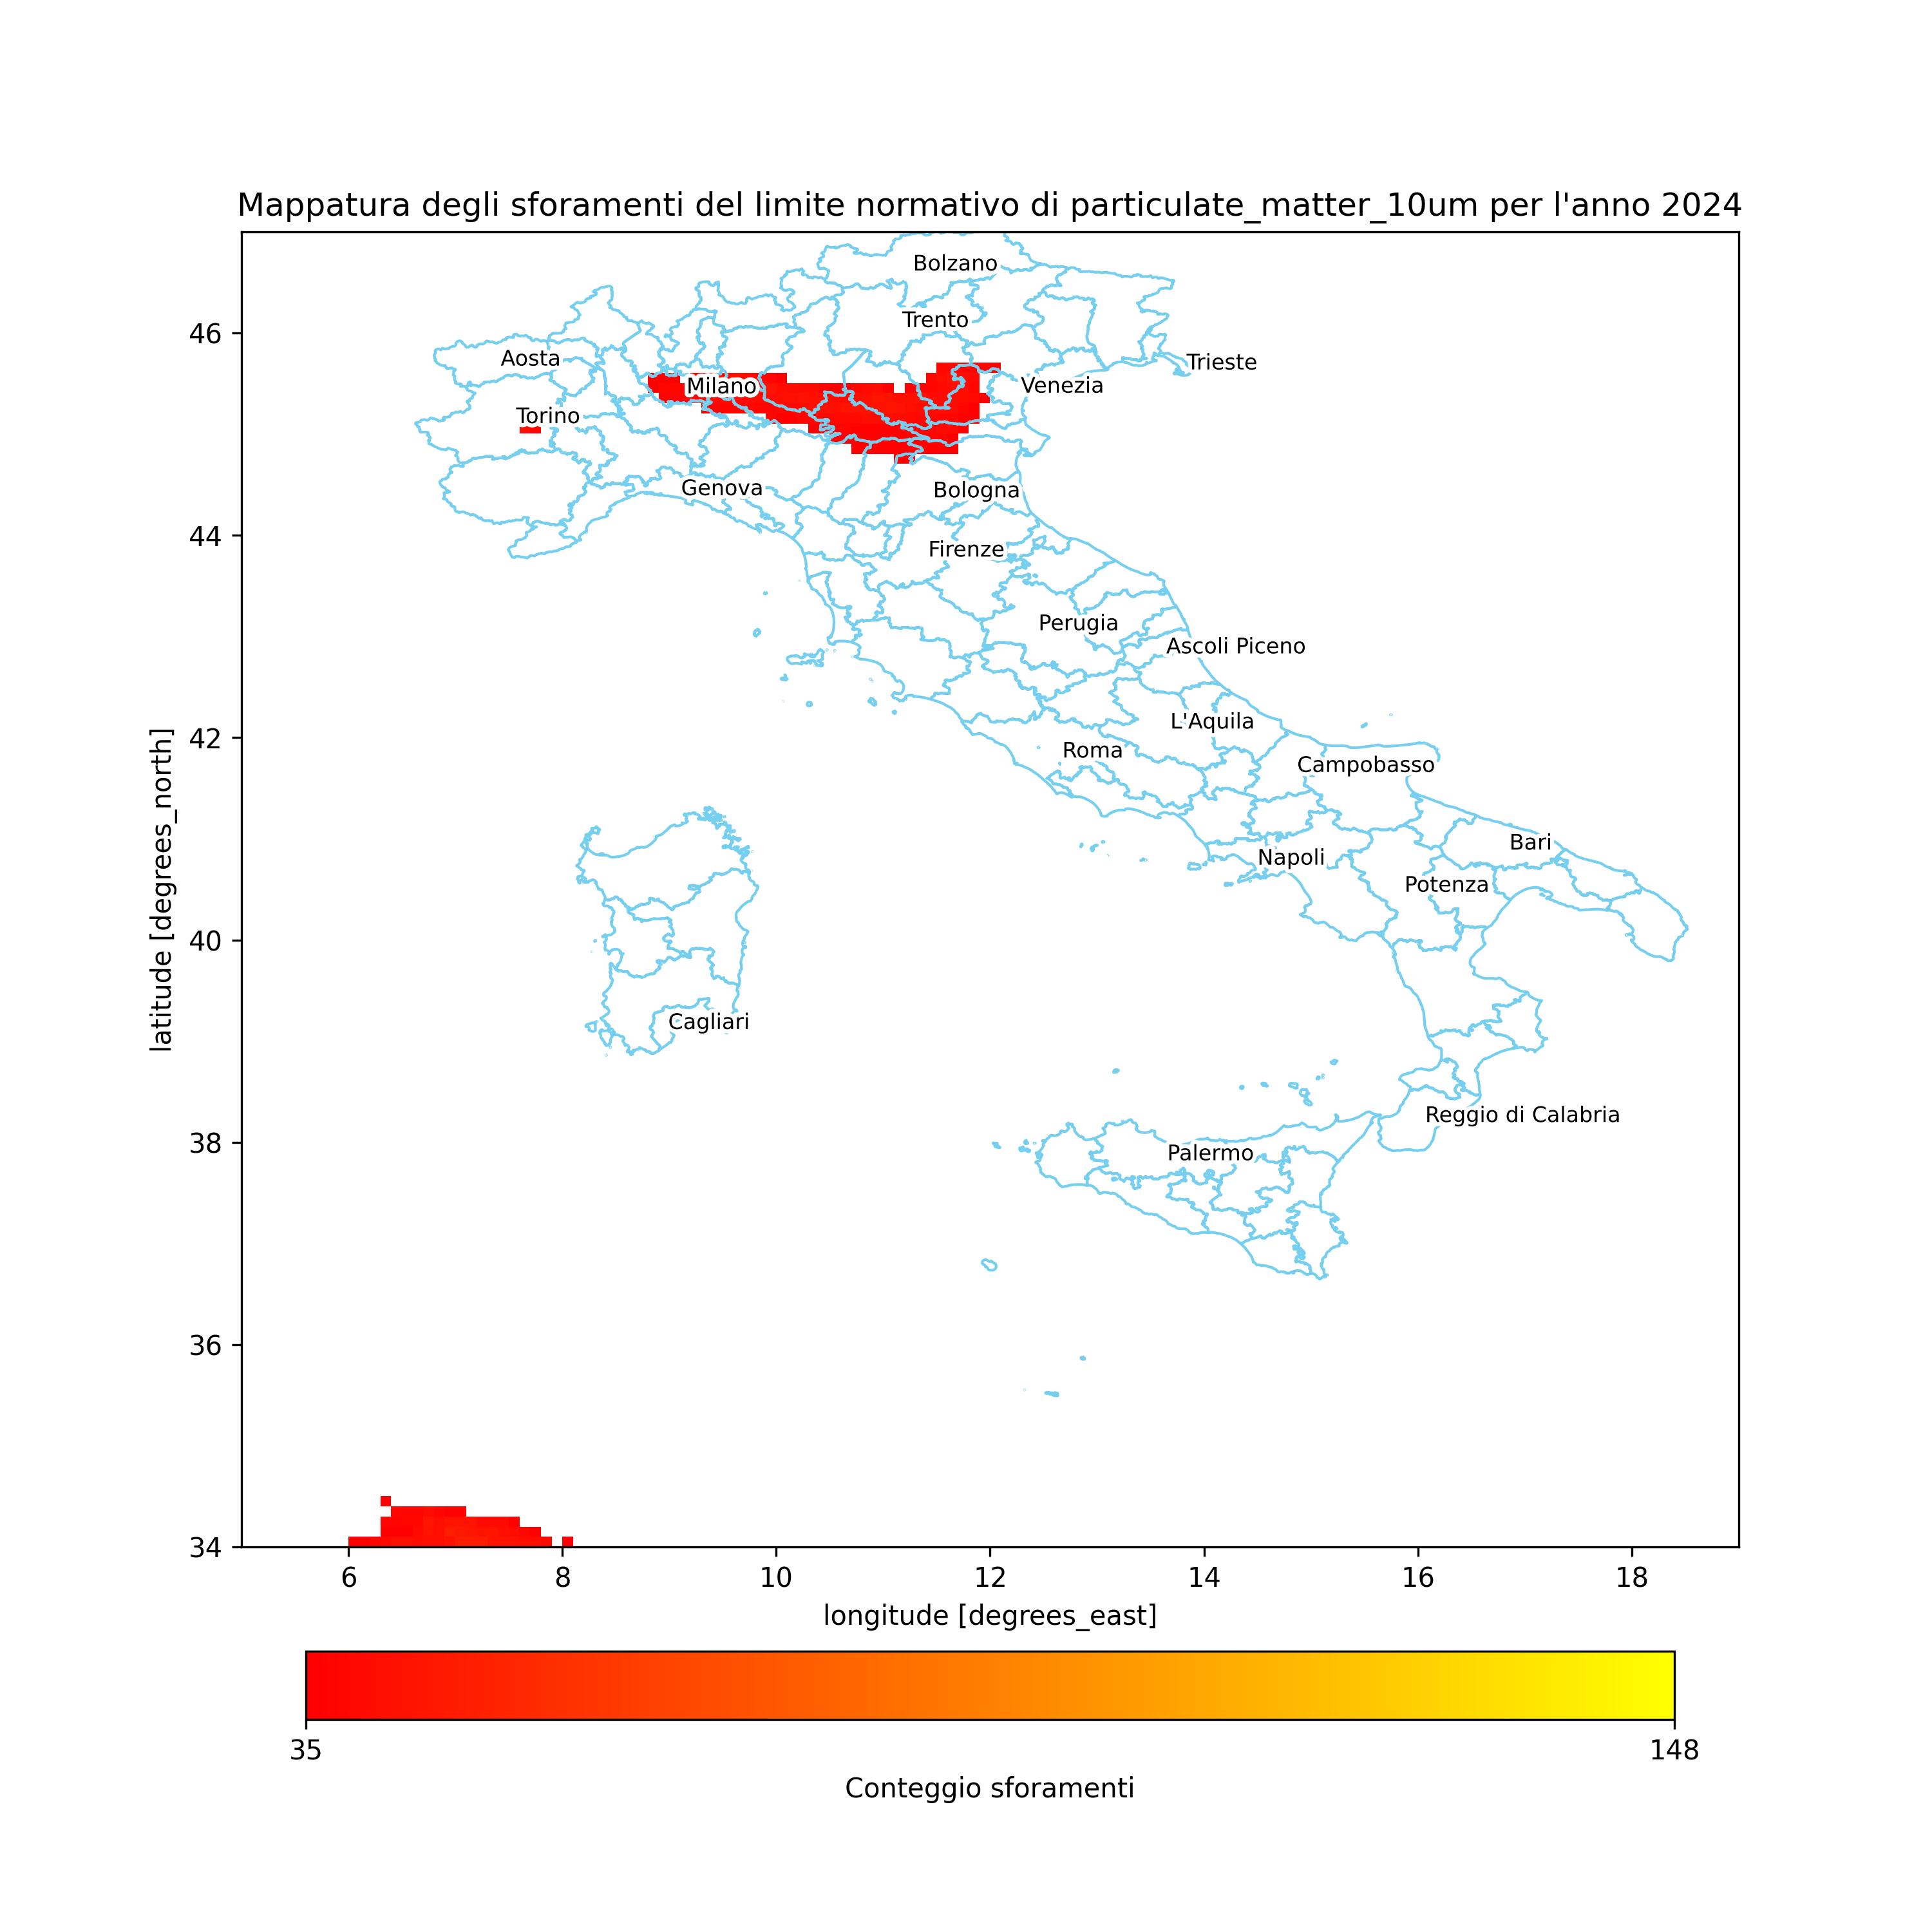 Mappatura degli sforamenti del limite normativo di particulate_matter_10um per l'anno 2024
Bolzano
46
Trento
Aosta
Trieste
Milano
Venezia
Torino
Genova
Bologna
44
Firenze
Perugia
Ascoli Piceno
L'Aquila
42
Roma
Campobasso
Bari
Napoli
Potenza
latitude [degrees_north]
40
Cagliari
Reggio di Calabria
38
Palermo
36
34
6 8 10 12 14 16 18
longitude [degrees_east]
35 148
Conteggio sforamenti